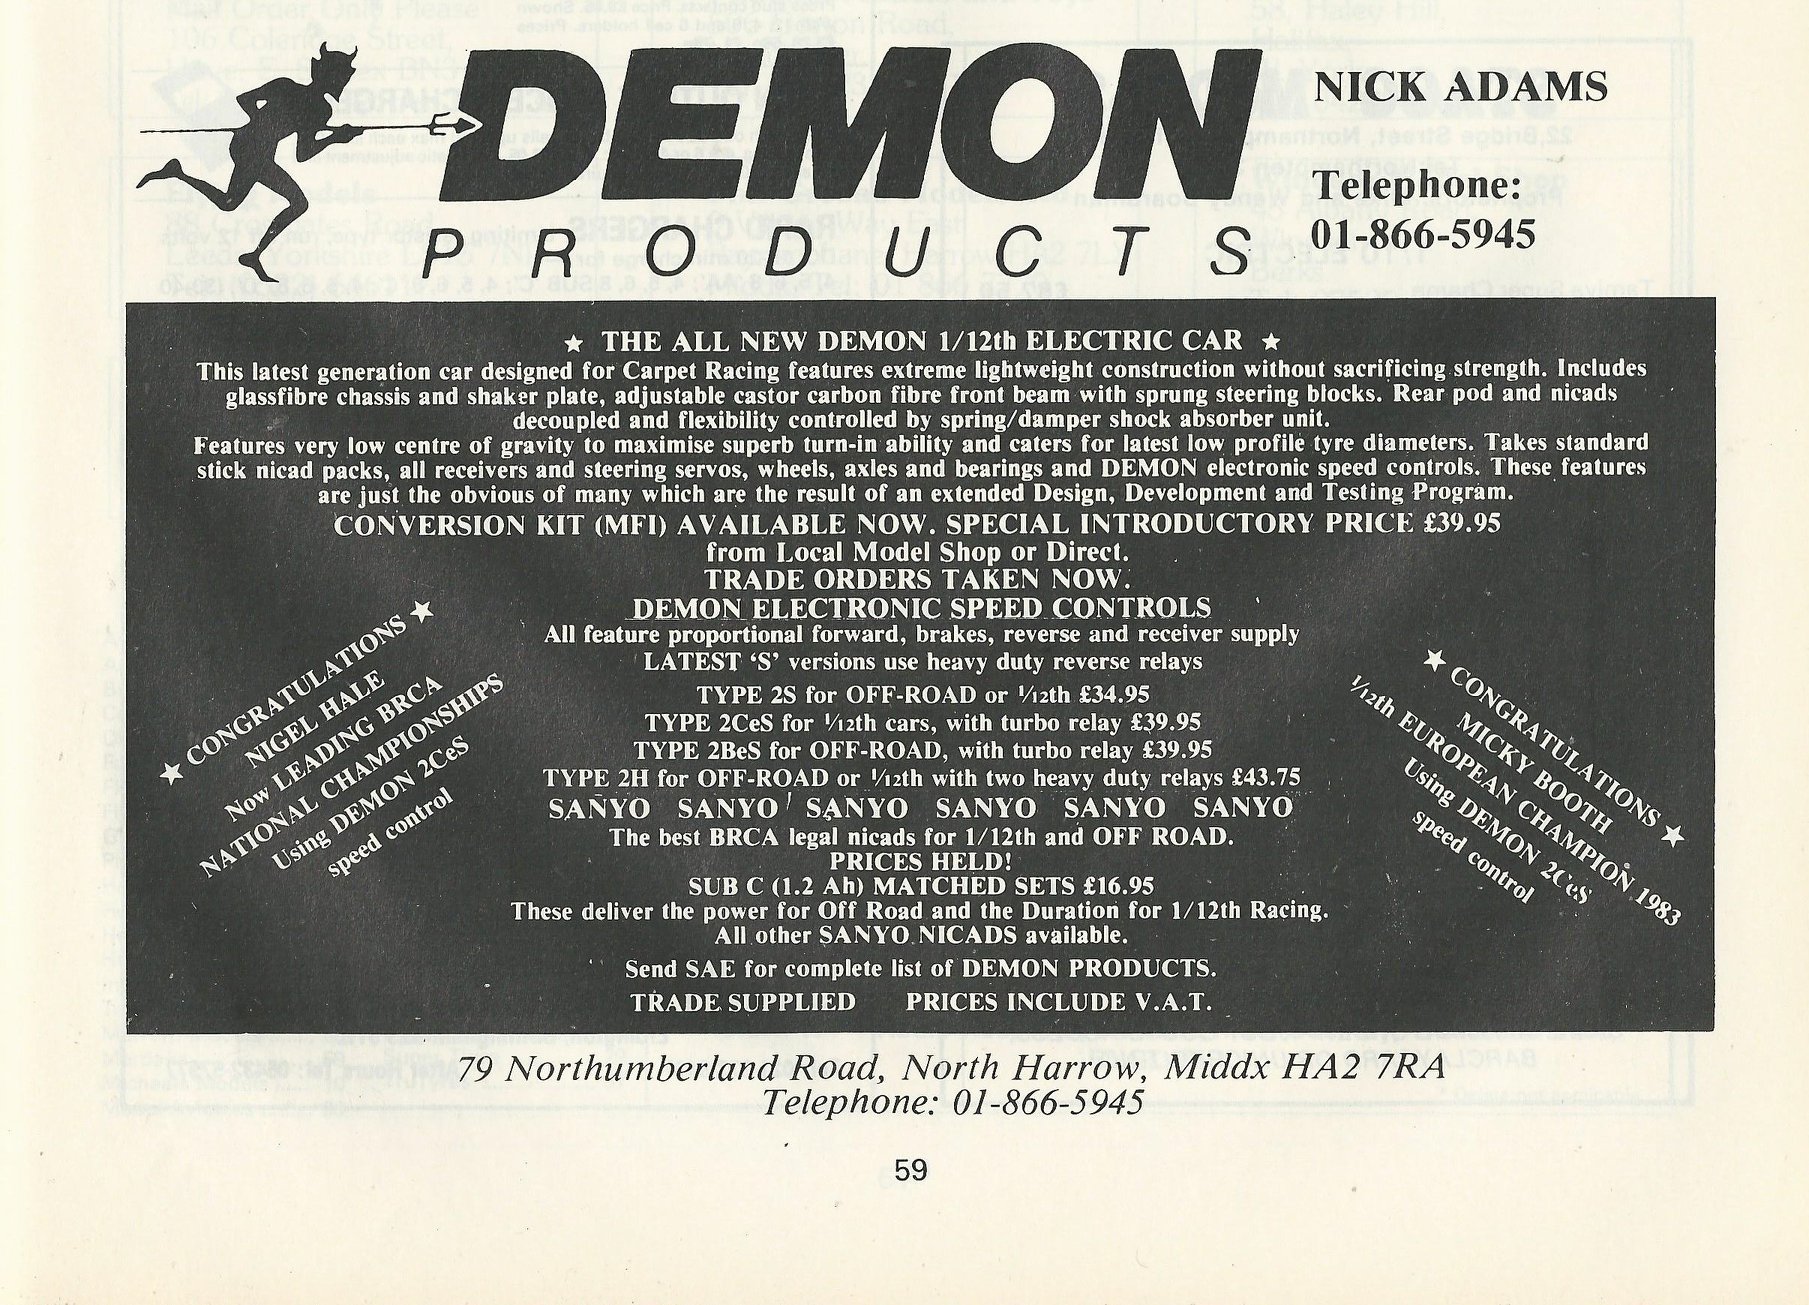 DEMON
PRODUCTS
NICK ADAMS
Telephone:
01-866-5945
★ THE ALL NEW DEMON 1/12th ELECTRIC CAR ★
This latest generation car designed for Carpet Racing features extreme lightweight construction without sacrificing strength. Includes
glassfibre chassis and shaker plate, adjustable castor carbon fibre front beam with sprung steering blocks. Rear pod and nicads
decoupled and flexibility controlled by spring/damper shock absorber unit.
Features very low centre of gravity to maximise superb turn-in ability and caters for latest low profile tyre diameters. Takes standard
stick nicad packs, all receivers and steering servos, wheels, axles and bearings and DEMON electronic speed controls. These features
are just the obvious of many which are the result of an extended Design, Development and Testing Program.
CONVERSION KIT (MFI) AVAILABLE NOW. SPECIAL INTRODUCTORY PRICE £39.95
from Local Model Shop or Direct.
TRADE ORDERS TAKEN NOW.
DEMON ELECTRONIC SPEED CONTROLS
All feature proportional forward, brakes, reverse and receiver supply
LATEST ‘S’ versions use heavy duty reverse relays
TYPE 2S for OFF-ROAD or 1/12th £34.95
TYPE 2CeS for 1/12th cars, with turbo relay £39.95
TYPE 2BeS for OFF-ROAD, with turbo relay £39.95
TYPE 2H for OFF-ROAD or 1/12th with two heavy duty relays £43.75
SANYO SANYO SANYO SANYO SANYO SANYO
The best BRCA legal nicads for 1/12th and OFF ROAD.
PRICES HELD!
SUB C (1.2 Ah) MATCHED SETS £16.95
These deliver the power for Off Road and the Duration for 1/12th Racing.
All other SANYO NICADS available.
Send SAE for complete list of DEMON PRODUCTS.
TRADE SUPPLIED PRICES INCLUDE V.A.T.
★ CONGRATULATIONS ★
NIGEL HALE
Now LEADING BRCA
NATIONAL CHAMPIONSHIPS
Using DEMON 2CeS
speed control
★ CONGRATULATIONS ★
MICKY BOOTH
1/12th EUROPEAN CHAMPION 1983
Using DEMON 2CeS
speed control
79 Northumberland Road, North Harrow, Middx HA2 7RA
Telephone: 01-866-5945
59